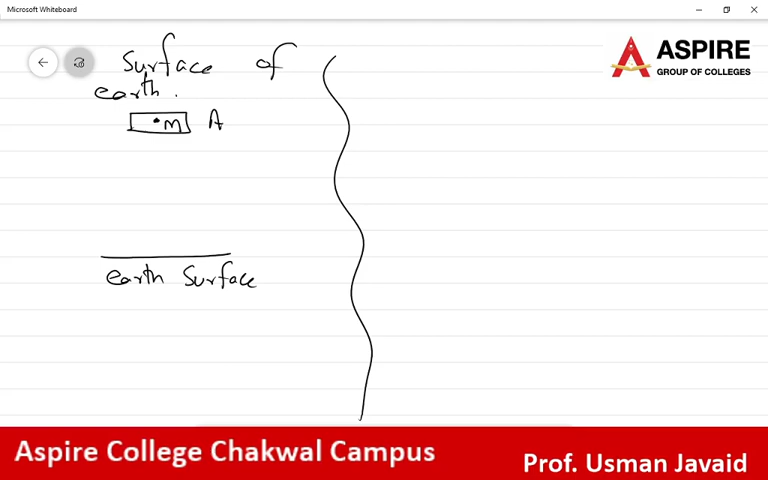 Microsoft Whiteboard
Surface of
earth.
m A
earth Surface
ASPIRE
GROUP OF COLLEGES
Aspire College Chakwal Campus
Prof. Usman Javaid